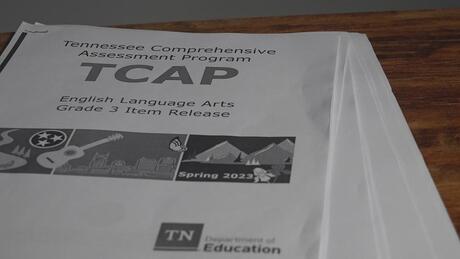 Tennessee Comprehensive
Assessment Program
TCAP
English Language Arts
Grade 3 Item Release
Spring 2023
TN
Department of
Education